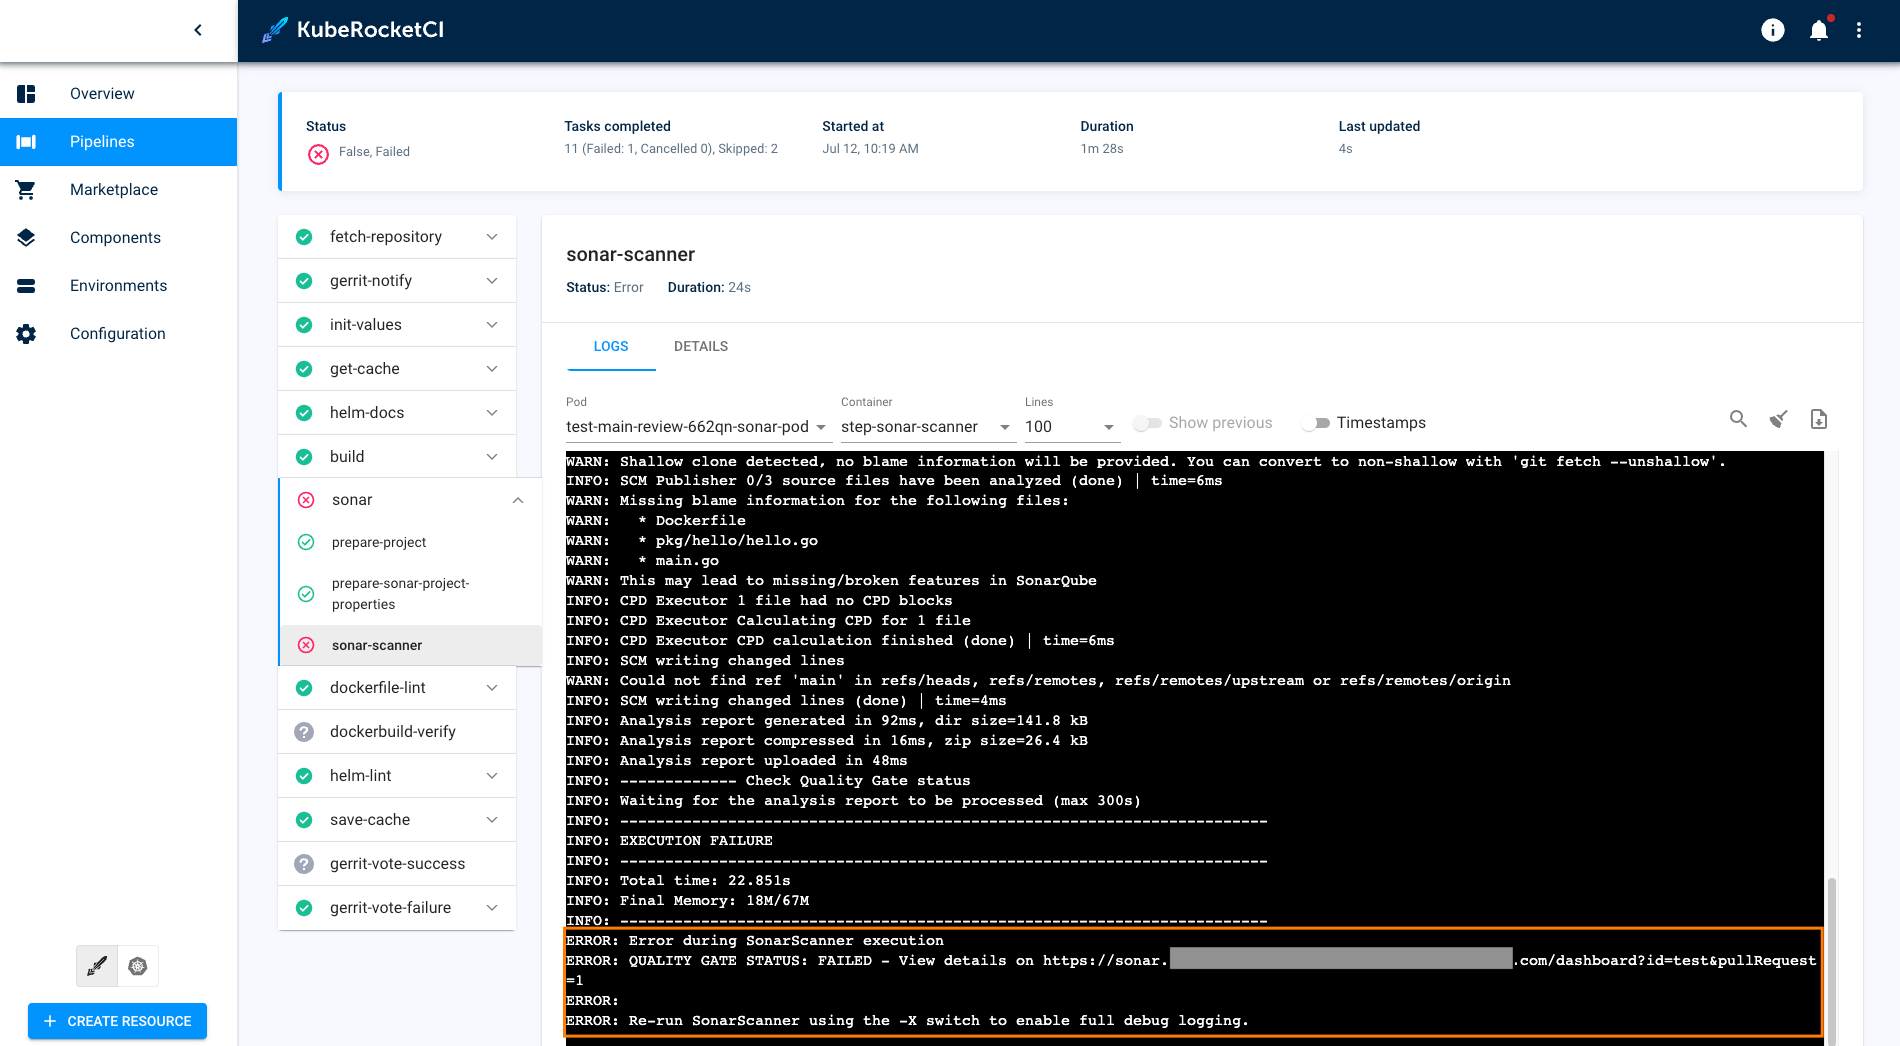 KubeRocketCI
Overview
Pipelines
Marketplace
Components
Environments
Configuration
CREATE RESOURCE
Status
False, Failed
Tasks completed
11 (Failed: 1, Cancelled 0), Skipped: 2
Started at
Jul 12, 10:19 AM
Duration
1m 28s
Last updated
4s
fetch-repository
gerrit-notify
init-values
get-cache
helm-docs
build
sonar
prepare-project
prepare-sonar-project-
properties
sonar-scanner
dockerfile-lint
dockerbuild-verify
helm-lint
save-cache
gerrit-vote-success
gerrit-vote-failure
sonar-scanner
Status: Error Duration: 24s
LOGS DETAILS
Pod Container Lines
test-main-review-662qn-sonar-pod step-sonar-scanner 100 Show previous Timestamps
WARN: Shallow clone detected, no blame information will be provided. You can convert to non-shallow with 'git fetch --unshallow'.
INFO: SCM Publisher 0/3 source files have been analyzed (done) | time=6ms
WARN: Missing blame information for the following files:
WARN:   * Dockerfile
WARN:   * pkg/hello/hello.go
WARN:   * main.go
WARN: This may lead to missing/broken features in SonarQube
INFO: CPD Executor 1 file had no CPD blocks
INFO: CPD Executor Calculating CPD for 1 file
INFO: CPD Executor CPD calculation finished (done) | time=6ms
INFO: SCM writing changed lines
WARN: Could not find ref 'main' in refs/heads, refs/remotes, refs/remotes/upstream or refs/remotes/origin
INFO: SCM writing changed lines (done) | time=4ms
INFO: Analysis report generated in 92ms, dir size=141.8 kB
INFO: Analysis report compressed in 16ms, zip size=26.4 kB
INFO: Analysis report uploaded in 48ms
INFO: ------------- Check Quality Gate status
INFO: Waiting for the analysis report to be processed (max 300s)
INFO: ------------------------------------------------------------------------
INFO: EXECUTION FAILURE
INFO: ------------------------------------------------------------------------
INFO: Total time: 22.851s
INFO: Final Memory: 18M/67M
INFO: ------------------------------------------------------------------------
ERROR: Error during SonarScanner execution
ERROR: QUALITY GATE STATUS: FAILED - View details on https://sonar. .com/dashboard?id=test&pullRequest
=1
ERROR:
ERROR: Re-run SonarScanner using the -X switch to enable full debug logging.